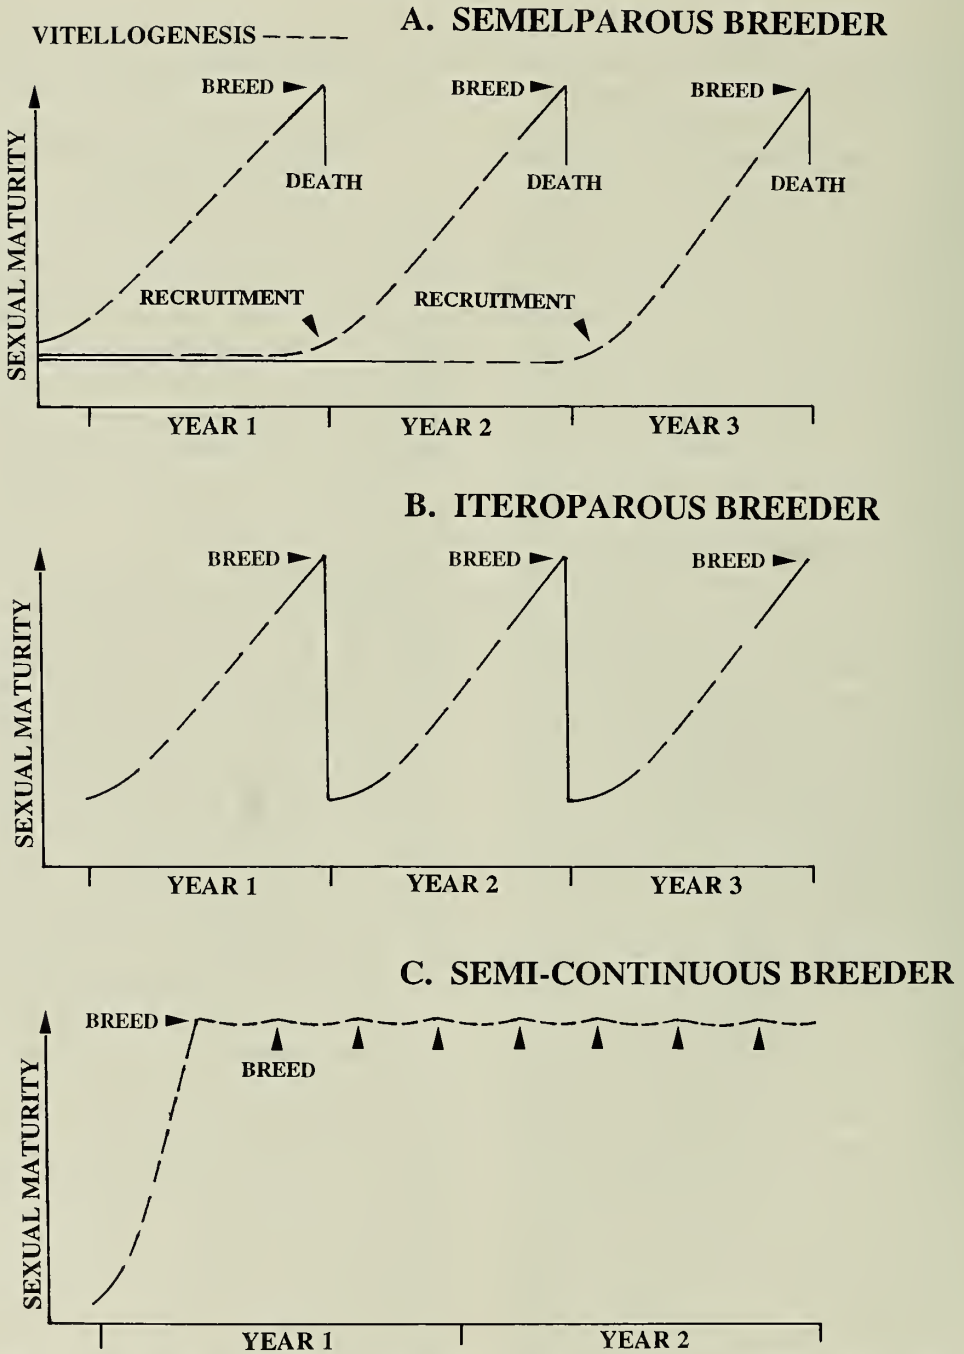 A. SEMELPAROUS BREEDER
VITELLOGENESIS
BREED
BREED
BREED
DEATH
DEATH
DEATH
RECRUITMENT
RECRUITMENT
SEXUAL MATURITY
YEAR 1
YEAR 2
YEAR 3
B. ITEROPAROUS BREEDER
BREED
BREED
BREED
SEXUAL MATURITY
YEAR 1
YEAR 2
YEAR 3
C. SEMI-CONTINUOUS BREEDER
BREED
BREED
SEXUAL MATURITY
YEAR 1
YEAR 2